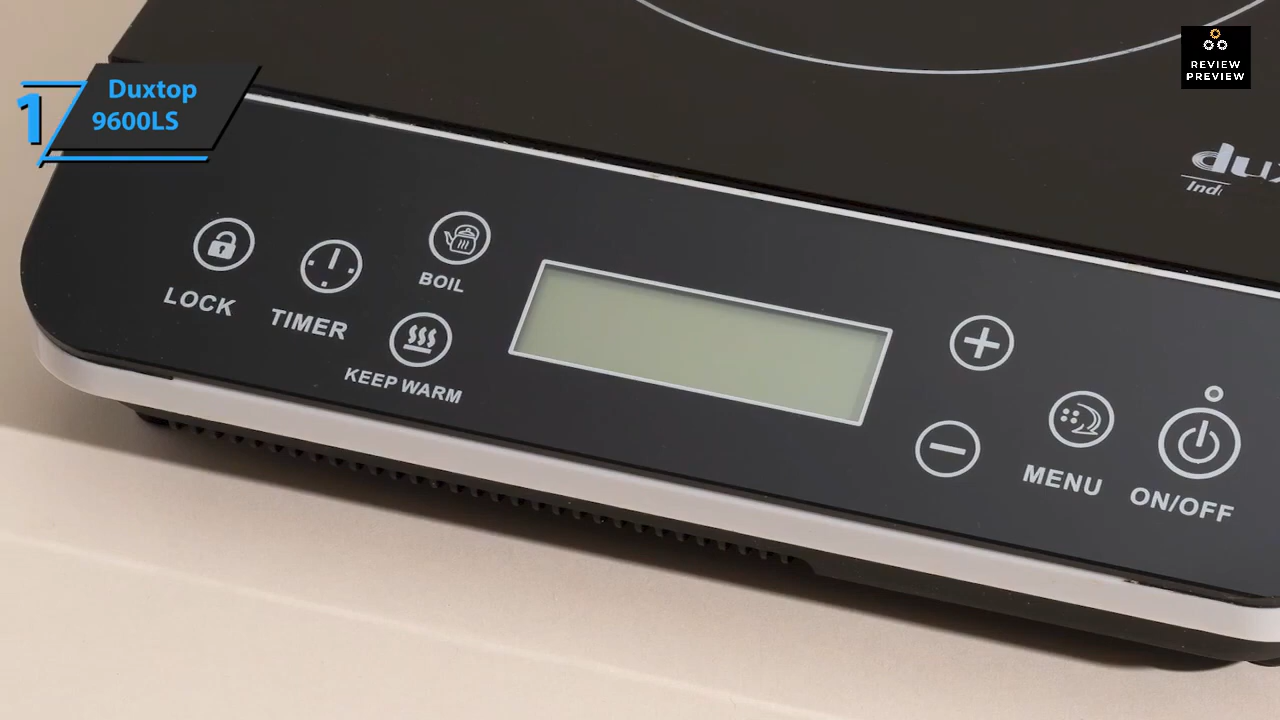 1
Duxtop
9600LS
REVIEW
PREVIEW
LOCK
TIMER
BOIL
KEEP WARM
MENU
ON/OFF